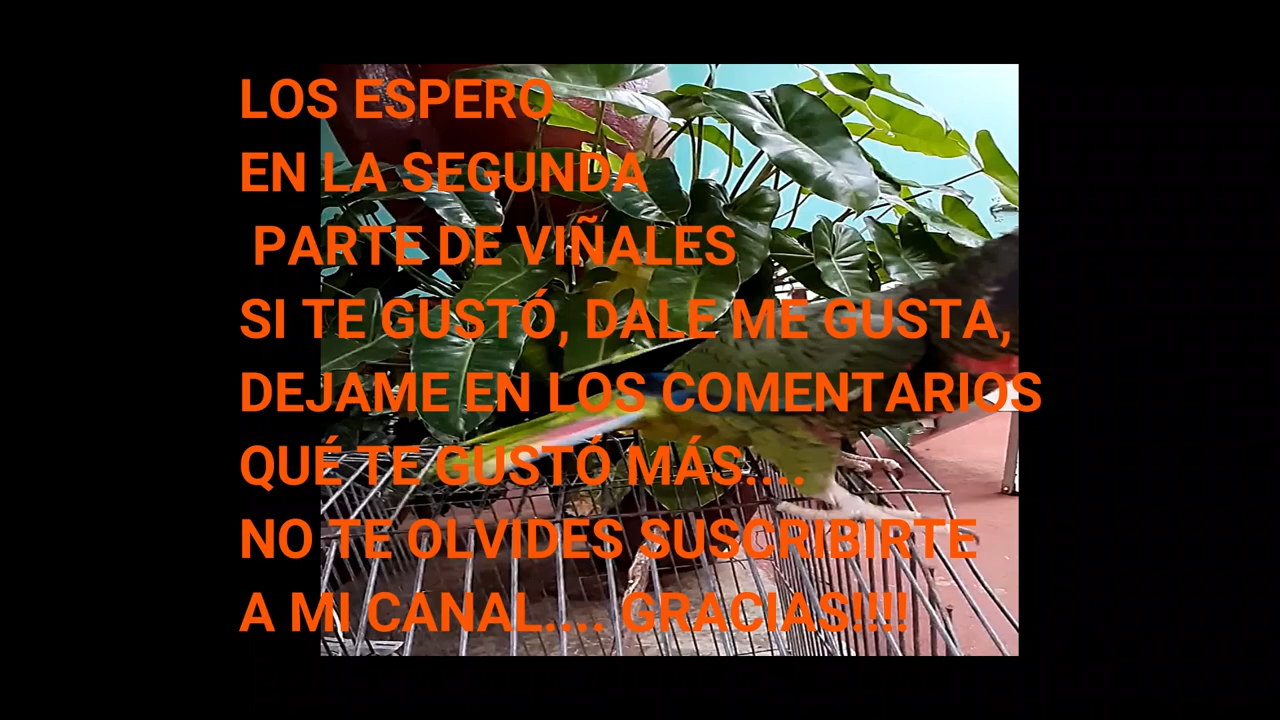 LOS ESPERO
EN LA SEGUNDA
PARTE DE VIÑALES
SI TE GUSTÓ, DALE ME GUSTA,
DEJAME EN LOS COMENTARIOS
QUÉ TE GUSTÓ MÁS....
NO TE OLVIDES SUSCRIBIRTE
A MI CANAL.... GRACIAS!!!!